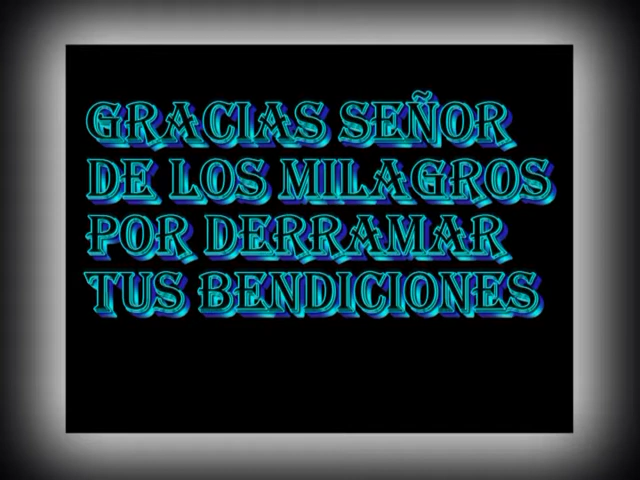 GRACIAS SEÑOR
DE LOS MILAGROS
POR DERRAMAR
TUS BENDICIONES